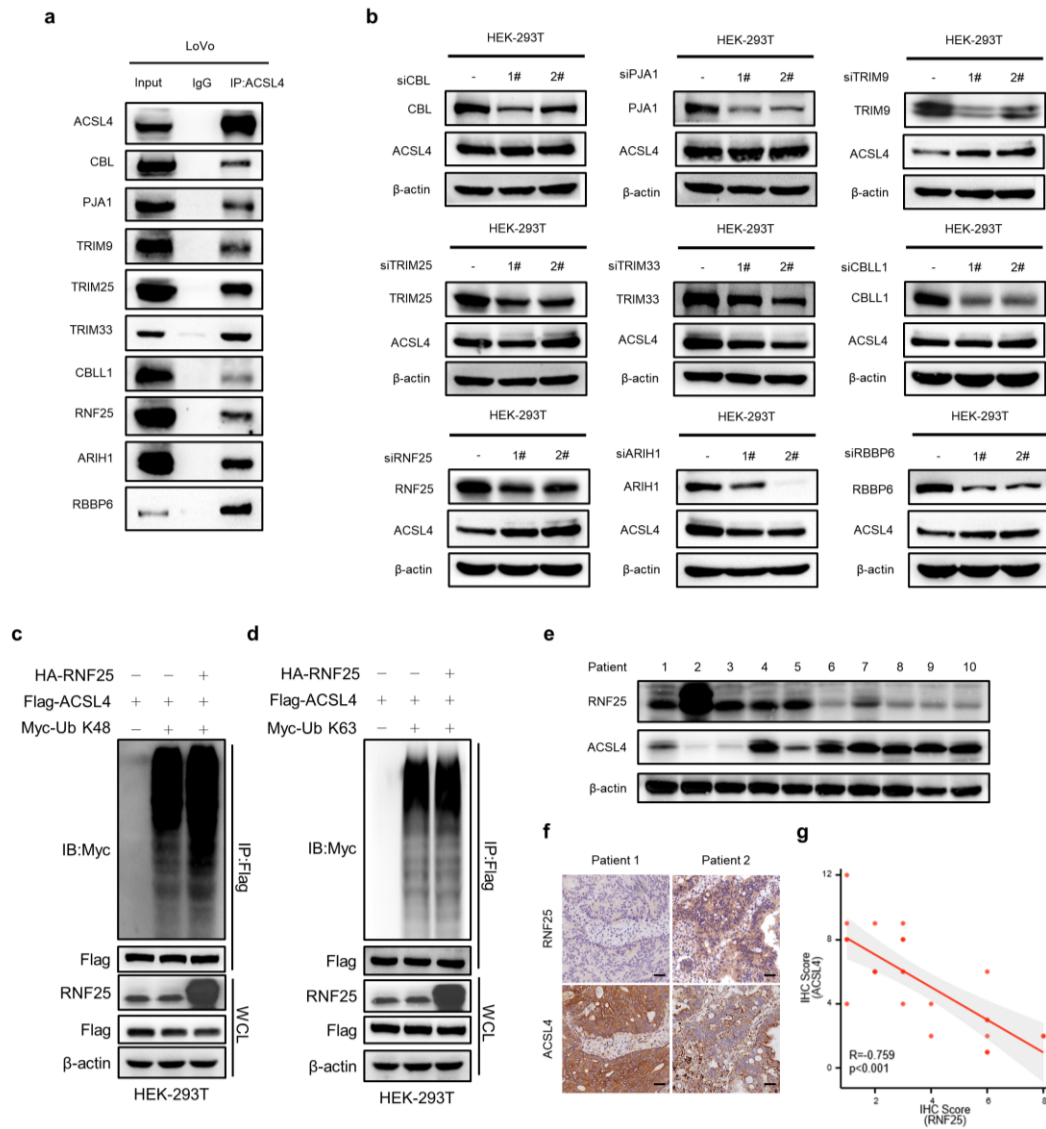 a
LoVo
Input IgG IP:ACSL4
ACSL4
CBL
PJA1
TRIM9
TRIM25
TRIM33
CBLL1
RNF25
ARIH1
RBBP6
b
HEK-293T
siCBL - 1# 2#
CBL
ACSL4
β-actin
HEK-293T
siPJA1 - 1# 2#
PJA1
ACSL4
β-actin
HEK-293T
siTRIM9 - 1# 2#
TRIM9
ACSL4
β-actin
HEK-293T
siTRIM25 - 1# 2#
TRIM25
ACSL4
β-actin
HEK-293T
siTRIM33 - 1# 2#
TRIM33
ACSL4
β-actin
HEK-293T
siCBLL1 - 1# 2#
CBLL1
ACSL4
β-actin
HEK-293T
siRNF25 - 1# 2#
RNF25
ACSL4
β-actin
HEK-293T
siARIH1 - 1# 2#
ARIH1
ACSL4
β-actin
HEK-293T
siRBBP6 - 1# 2#
RBBP6
ACSL4
β-actin
c
HA-RNF25 − − +
Flag-ACSL4 + + +
Myc-Ub K48 − + +
IB:Myc
IP:Flag
Flag
RNF25
WCL
Flag
β-actin
HEK-293T
d
HA-RNF25 − − +
Flag-ACSL4 + + +
Myc-Ub K63 − + +
IB:Myc
IP:Flag
Flag
RNF25
WCL
Flag
β-actin
HEK-293T
e
Patient 1 2 3 4 5 6 7 8 9 10
RNF25
ACSL4
β-actin
f
Patient 1 Patient 2
RNF25
ACSL4
g
12
8
4
0
IHC Score
(ACSL4)
R=-0.759
p<0.001
2 4 6 8
IHC Score
(RNF25)